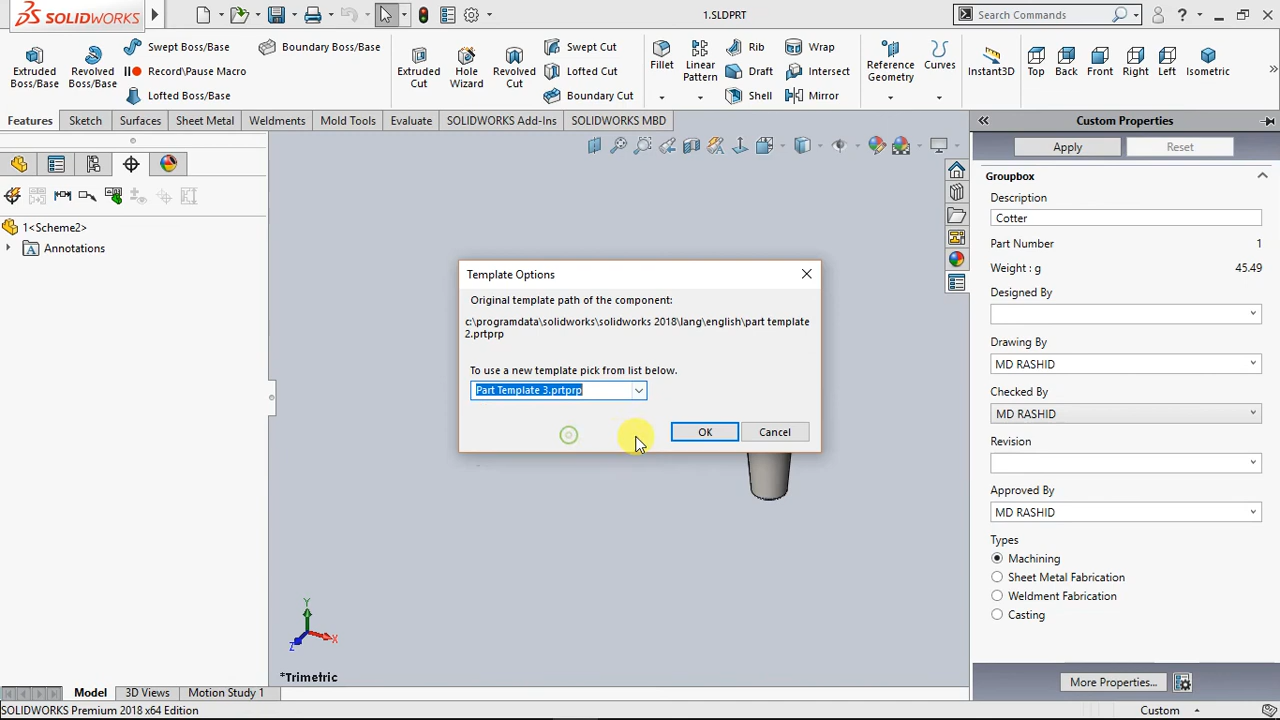 SOLIDWORKS
1.SLDPRT
Search Commands
Extruded Boss/Base
Revolved Boss/Base
Swept Boss/Base
Record\Pause Macro
Lofted Boss/Base
Boundary Boss/Base
Extruded Cut
Hole Wizard
Revolved Cut
Swept Cut
Lofted Cut
Boundary Cut
Fillet
Linear Pattern
Rib
Draft
Shell
Wrap
Intersect
Mirror
Reference Geometry
Curves
Instant3D
Top
Back
Front
Right
Left
Isometric
Features
Sketch
Surfaces
Sheet Metal
Weldments
Mold Tools
Evaluate
SOLIDWORKS Add-Ins
SOLIDWORKS MBD
1<Scheme2>
Annotations
Template Options
Original template path of the component:
c:\programdata\solidworks\solidworks 2018\lang\english\part template
2.prtprp
To use a new template pick from list below.
Part Template 3.prtprp
OK
Cancel
Custom Properties
Apply
Reset
Groupbox
Description
Cotter
Part Number 1
Weight : g 45.49
Designed By
Drawing By
MD RASHID
Checked By
MD RASHID
Revision
Approved By
MD RASHID
Types
Machining
Sheet Metal Fabrication
Weldment Fabrication
Casting
More Properties...
Y
X
Z
*Trimetric
Model
3D Views
Motion Study 1
SOLIDWORKS Premium 2018 x64 Edition
Custom